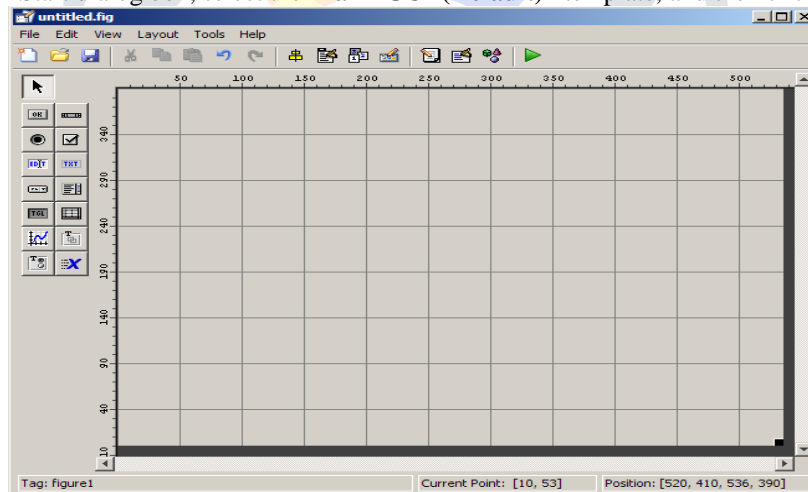 untitled.fig
File Edit View Layout Tools Help
50 100 150 200 250 300 350 400 450 500
OK
EDIT TXT
TGL
340
290
240
190
140
90
40
10
Tag: figure1 Current Point: [10, 53] Position: [520, 410, 536, 390]